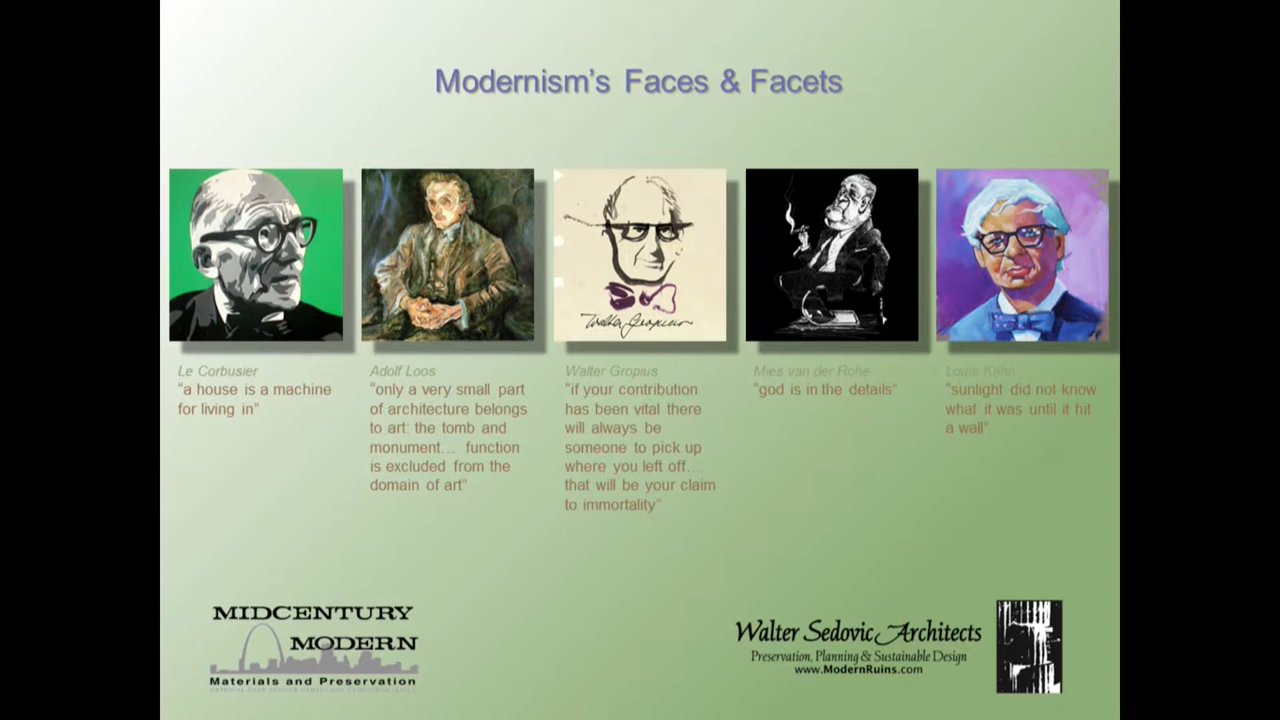 Modernism's Faces & Facets
Walter Gropius
Le Corbusier
"a house is a machine
for living in"
Adolf Loos
"only a very small part
of architecture belongs
to art: the tomb and
monument... function
is excluded from the
domain of art"
Walter Gropius
"if your contribution
has been vital there
will always be
someone to pick up
where you left off...
that will be your claim
to immortality"
Mies van der Rohe
"god is in the details"
Louis Kahn
"sunlight did not know
what it was until it hit
a wall"
MIDCENTURY
MODERN
Materials and Preservation
Walter Sedovic Architects
Preservation, Planning & Sustainable Design
www.ModernRuins.com